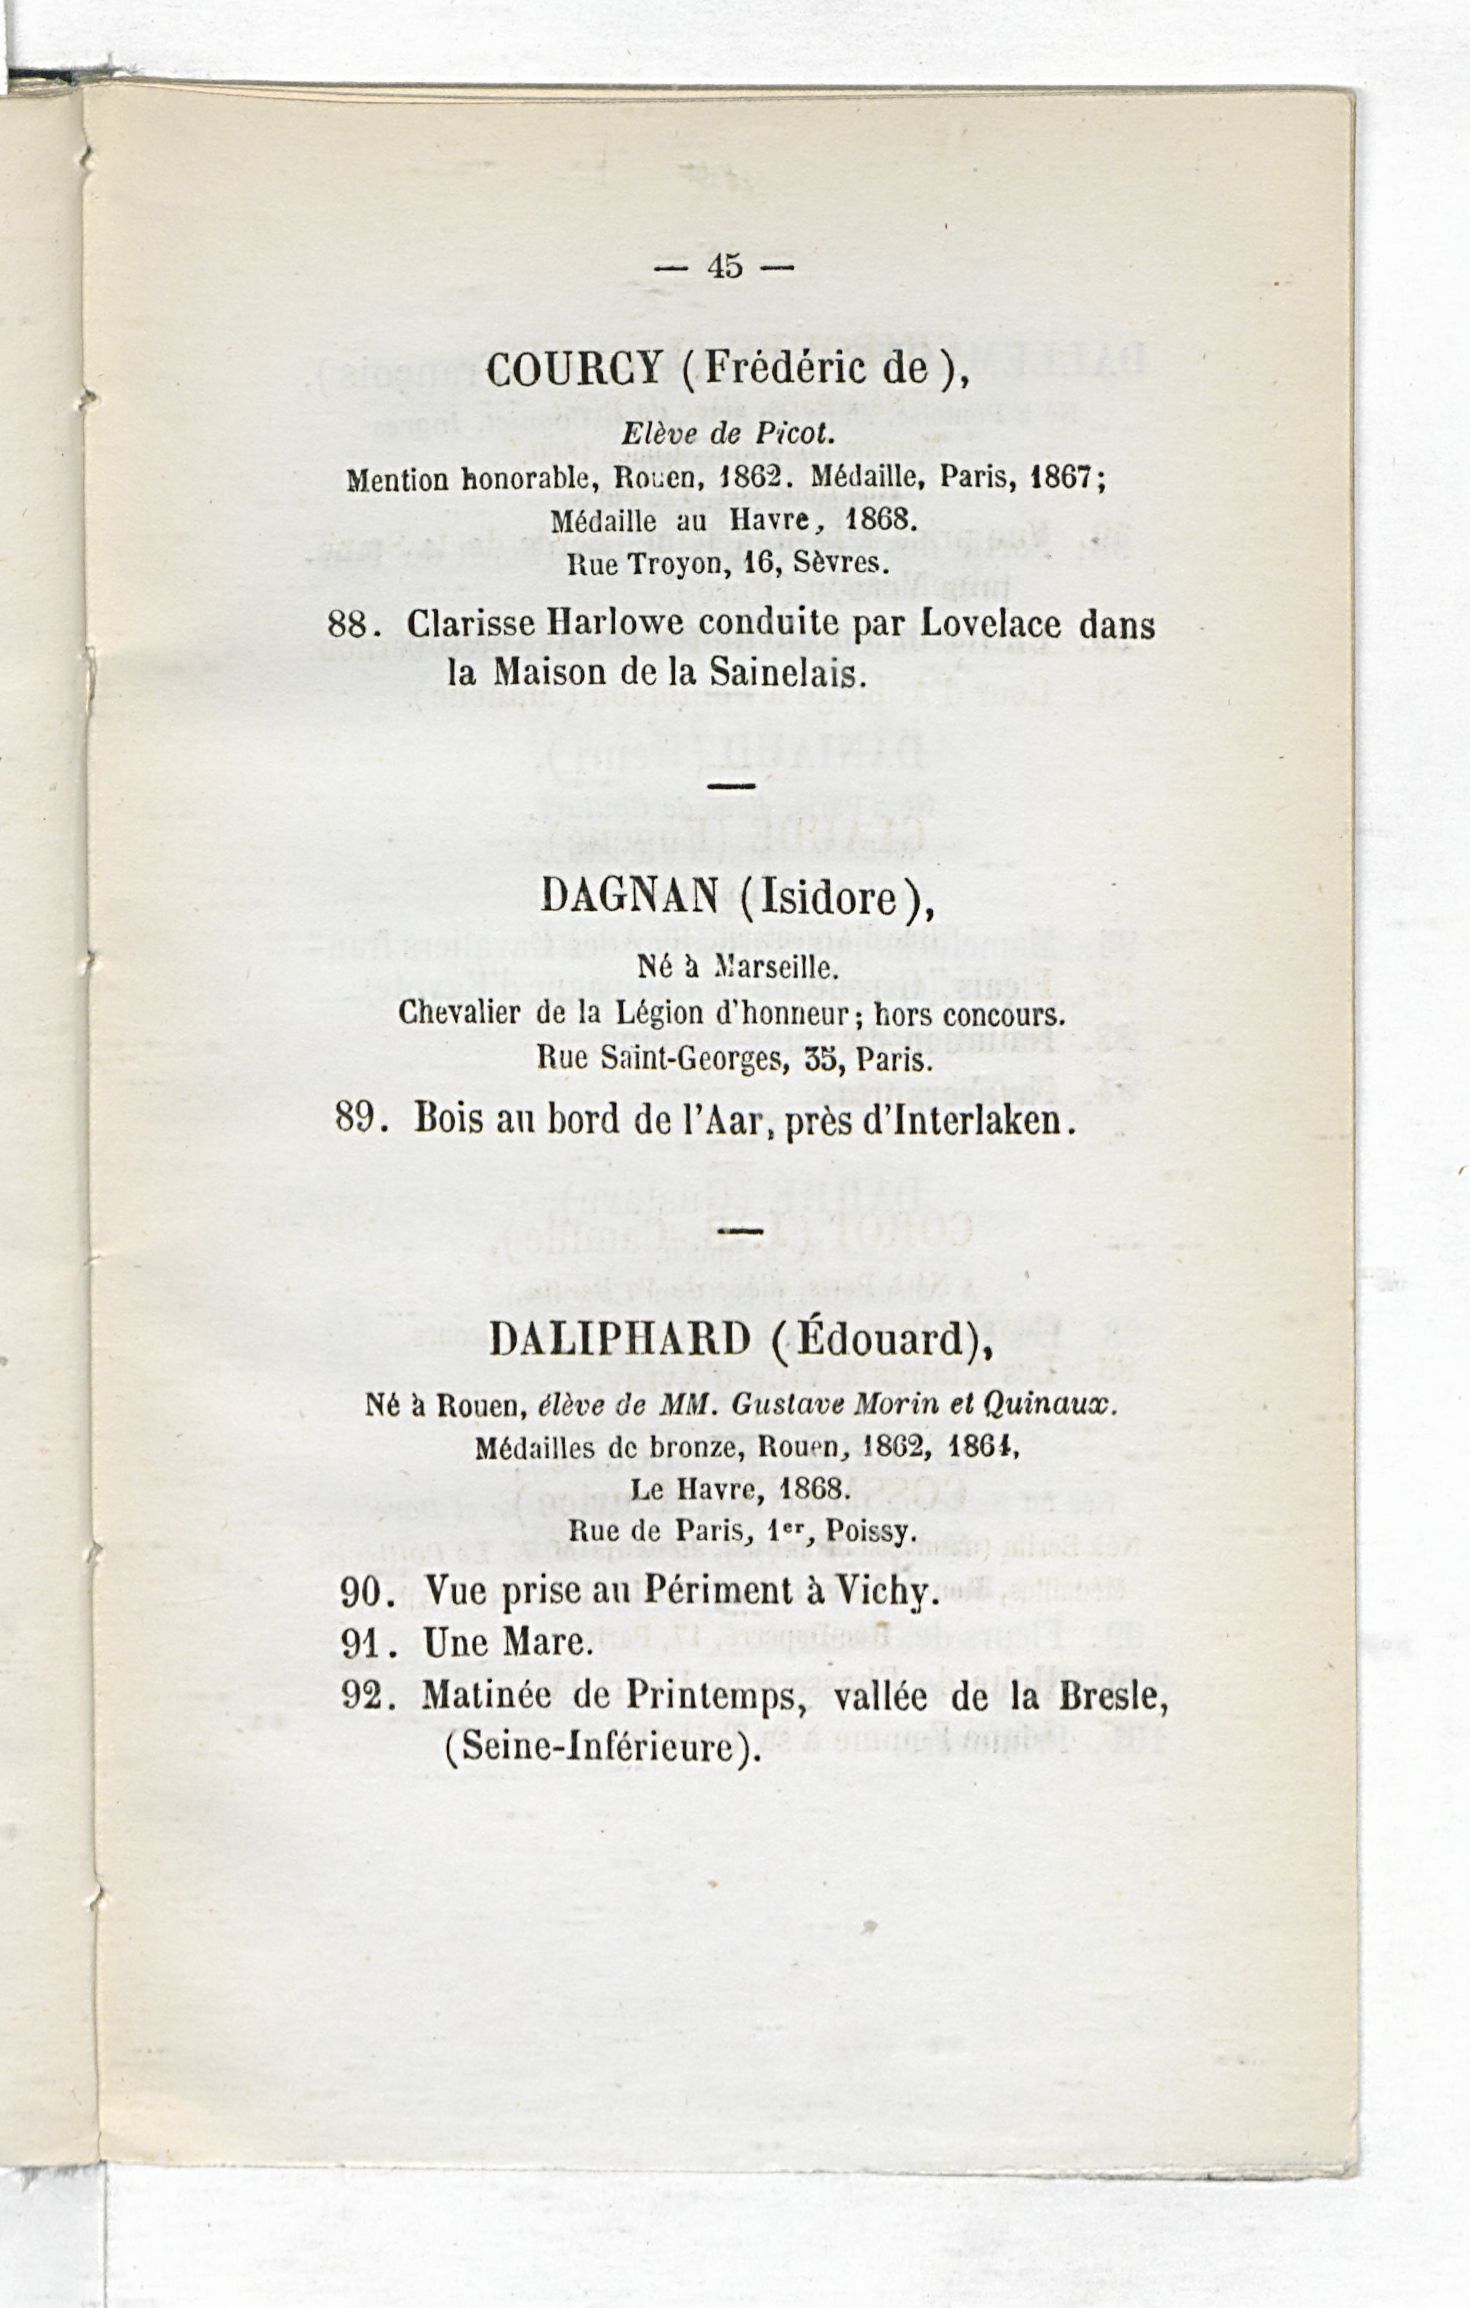 — 45 —
COURCY (Frédéric de),
Elève de Picot.
Mention honorable, Rouen, 1862. Médaille, Paris, 1867;
Médaille au Havre, 1868.
Rue Troyon, 16, Sèvres.
88. Clarisse Harlowe conduite par Lovelace dans
la Maison de la Sainelais.
—
DAGNAN (Isidore),
Né à Marseille.
Chevalier de la Légion d'honneur; hors concours.
Rue Saint-Georges, 35, Paris.
89. Bois au bord de l'Aar, près d'Interlaken.
—
DALIPHARD (Édouard),
Né à Rouen, élève de MM. Gustave Morin et Quinaux.
Médailles de bronze, Rouen, 1862, 1864,
Le Havre, 1868.
Rue de Paris, 1er, Poissy.
90. Vue prise au Périment à Vichy.
91. Une Mare.
92. Matinée de Printemps, vallée de la Bresle,
(Seine-Inférieure).